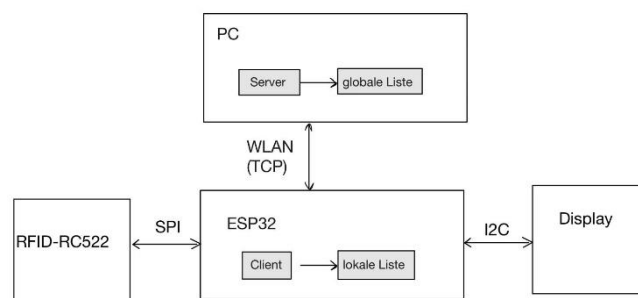 PC
Server
globale Liste
WLAN
(TCP)
RFID-RC522
SPI
ESP32
Client
lokale Liste
I2C
Display